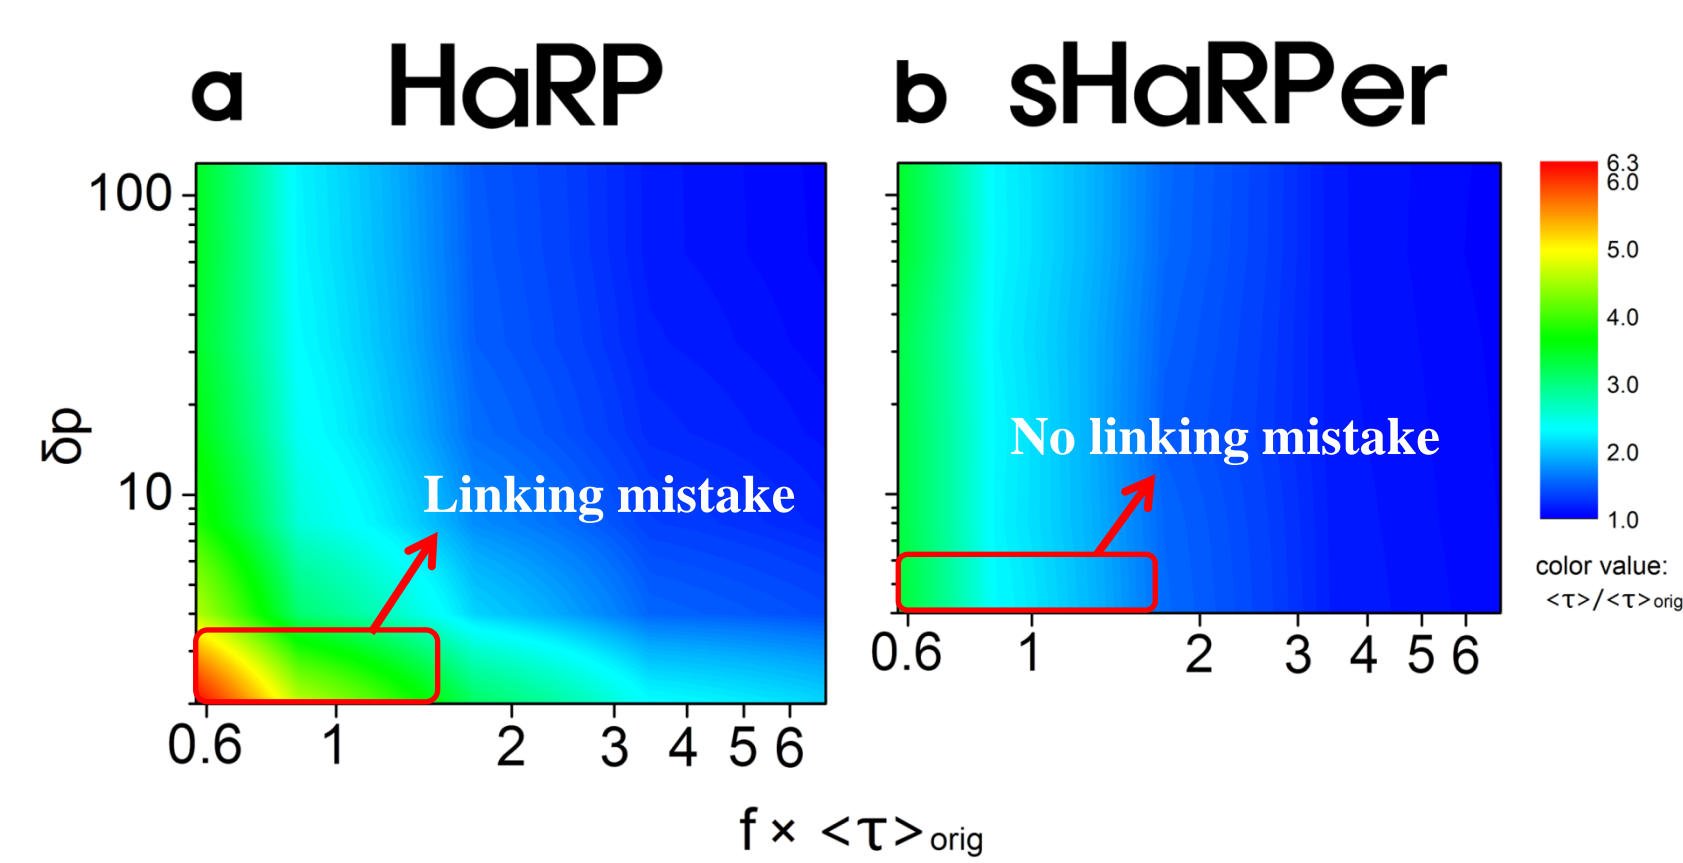 a HaRP
b sHaRPer
100
10
δp
Linking mistake
0.6 1 2 3 4 5 6
No linking mistake
0.6 1 2 3 4 5 6
6.3
6.0
5.0
4.0
3.0
2.0
1.0
color value:
<τ>/<τ>orig
f × <τ>orig